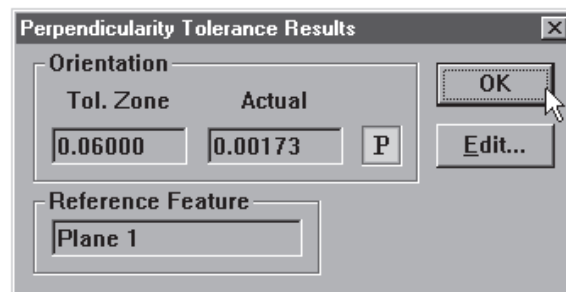 Perpendicularity Tolerance Results
Orientation
Tol. Zone Actual
0.06000 0.00173 P
OK
Edit...
Reference Feature
Plane 1